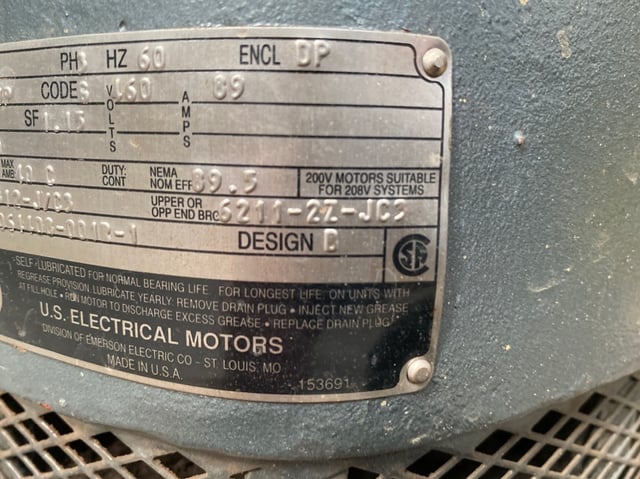 PH 3 HZ 60 ENCL DP
CODE G VOLTS 460 AMPS 89
SF 1.15
MAX AMB 40 C DUTY: CONT NEMA NOM EFF 89.5 200V MOTORS SUITABLE FOR 208V SYSTEMS
UPPER OR OPP END BRG 6211-2Z-JC3
DESIGN
SELF-LUBRICATED FOR NORMAL BEARING LIFE. FOR LONGEST LIFE, ON UNITS WITH
REGREASE PROVISION, LUBRICATE YEARLY. REMOVE DRAIN PLUG • INJECT NEW GREASE
AT FILL HOLE • RUN MOTOR TO DISCHARGE EXCESS GREASE • REPLACE DRAIN PLUG
U.S. ELECTRICAL MOTORS
DIVISION OF EMERSON ELECTRIC CO – ST. LOUIS, MO
MADE IN U.S.A.
153691